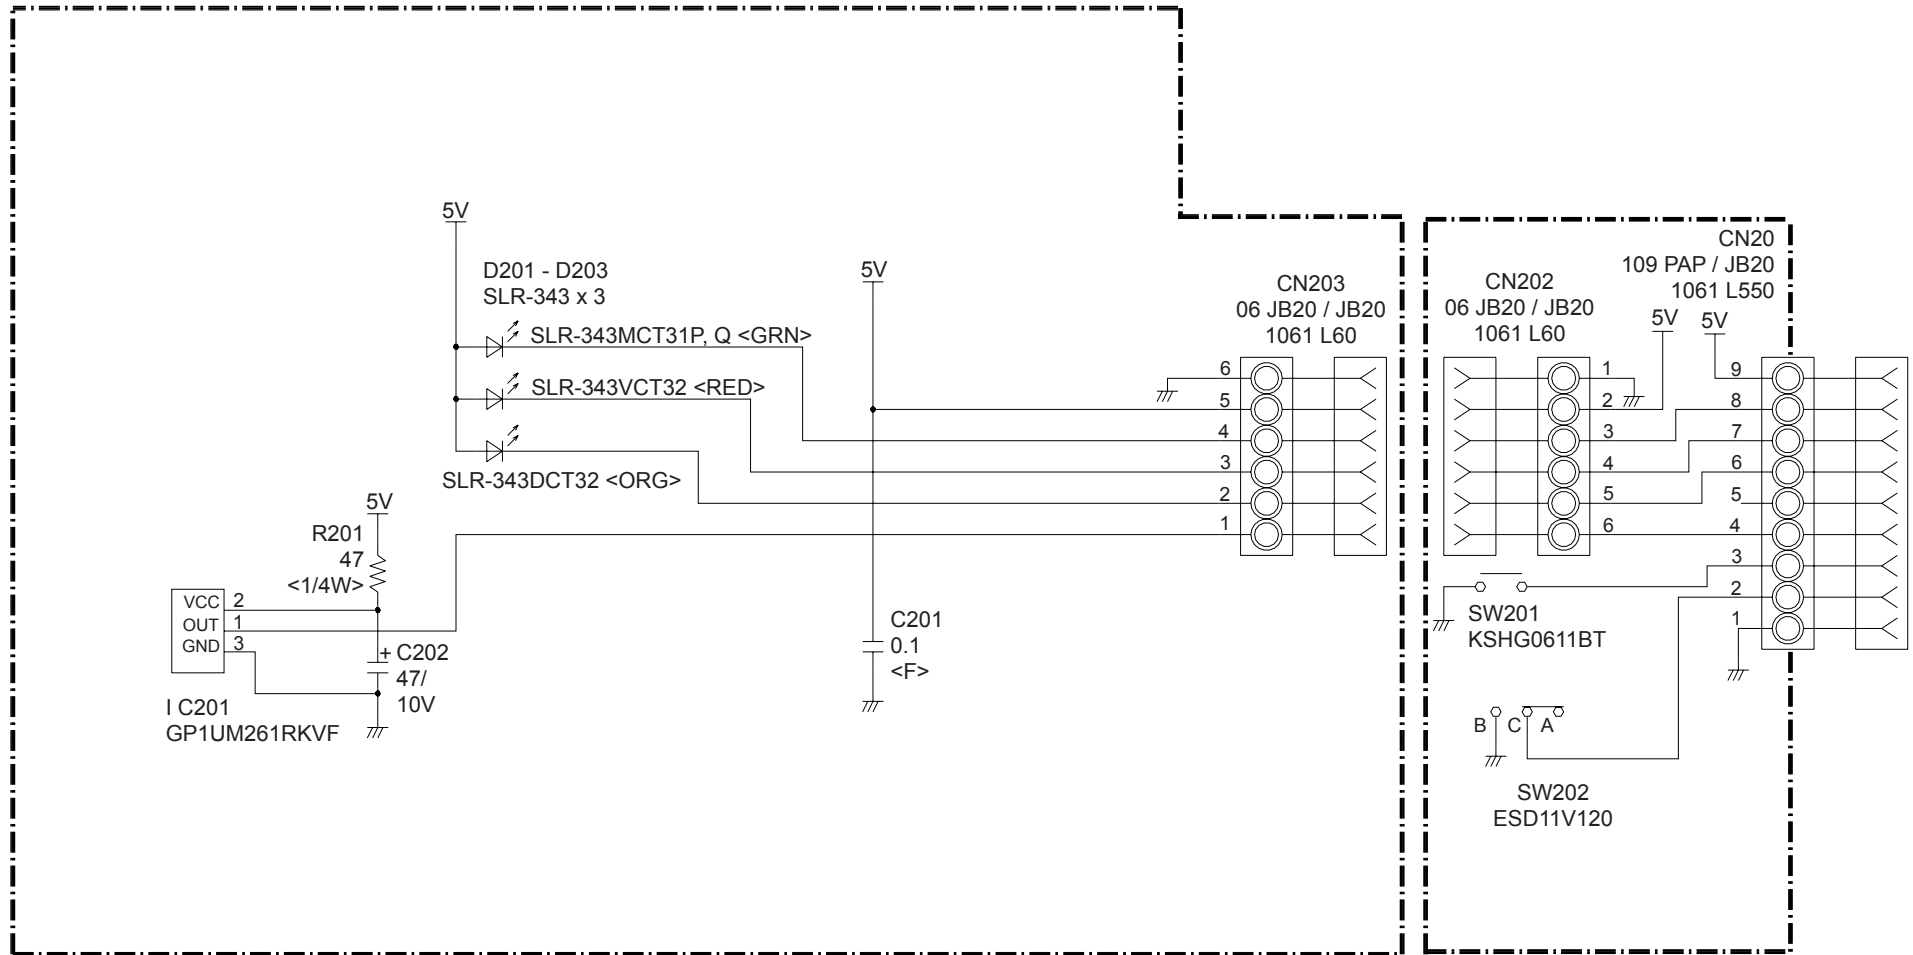 5V
D201 - D203
SLR-343 x 3
SLR-343MCT31P, Q <GRN>
SLR-343VCT32 <RED>
SLR-343DCT32 <ORG>
5V
R201
47
<1/4W>
VCC 2
OUT 1
GND 3
I C201
GP1UM261RKVF
+ C202
47/
10V
5V
C201
0.1
<F>
CN203
06 JB20 / JB20
1061 L60
6
5
4
3
2
1
CN202
06 JB20 / JB20
1061 L60
1
2
3
4
5
6
5V
CN20
109 PAP / JB20
1061 L550
5V
9
8
7
6
5
4
3
2
1
SW201
KSHG0611BT
B C A
SW202
ESD11V120